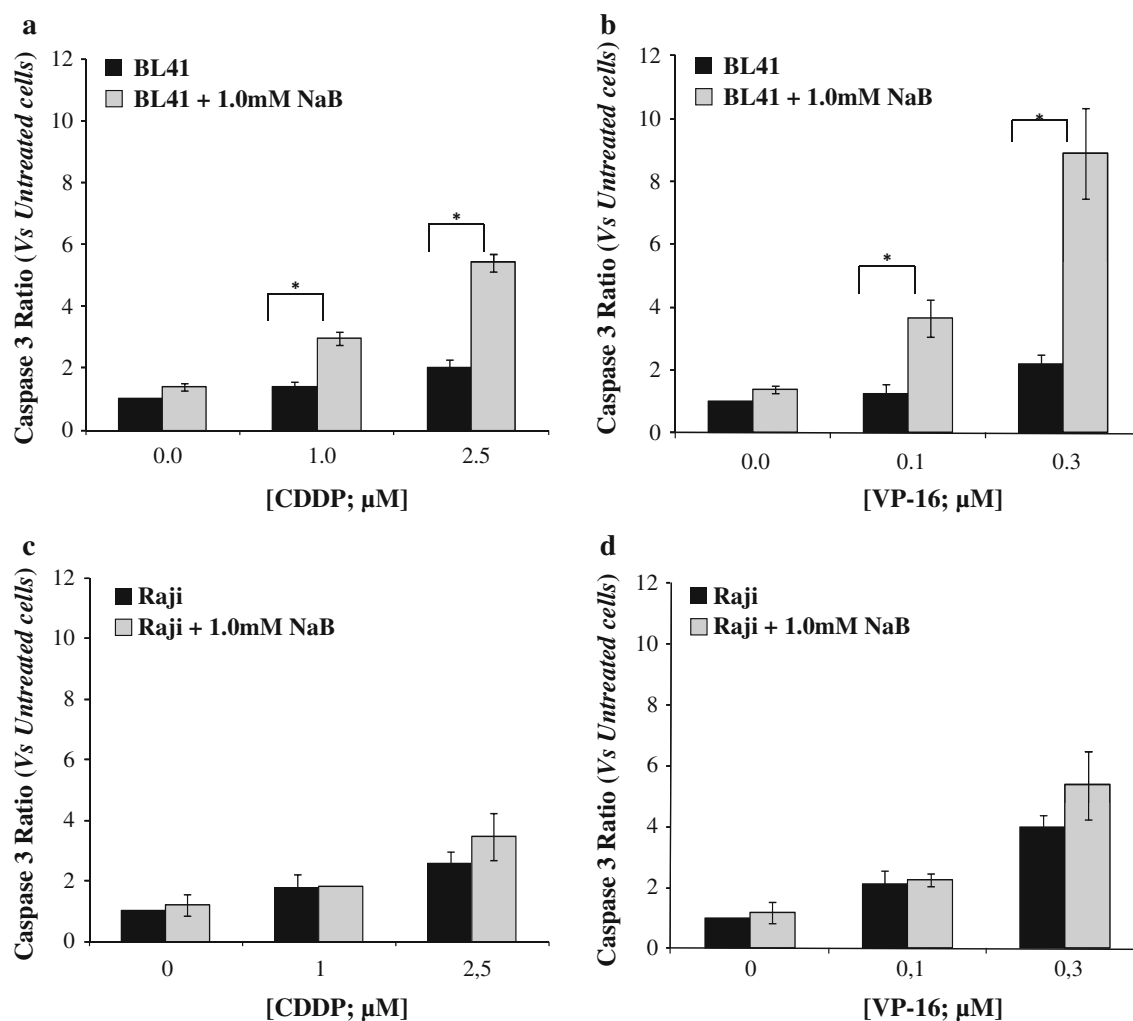 a
Caspase 3 Ratio (Vs Untreated cells)
12
10
8
6
4
2
0
BL41
BL41 + 1.0mM NaB
*
*
0.0 1.0 2.5
[CDDP; µM]
b
Caspase 3 Ratio (Vs Untreated cells)
12
10
8
6
4
2
0
BL41
BL41 + 1.0mM NaB
*
*
0.0 0.1 0.3
[VP-16; µM]
c
Caspase 3 Ratio (Vs Untreated cells)
12
10
8
6
4
2
0
Raji
Raji + 1.0mM NaB
0 1 2,5
[CDDP; µM]
d
Caspase 3 Ratio (Vs Untreated cells)
12
10
8
6
4
2
0
Raji
Raji + 1.0mM NaB
0 0,1 0,3
[VP-16; µM]